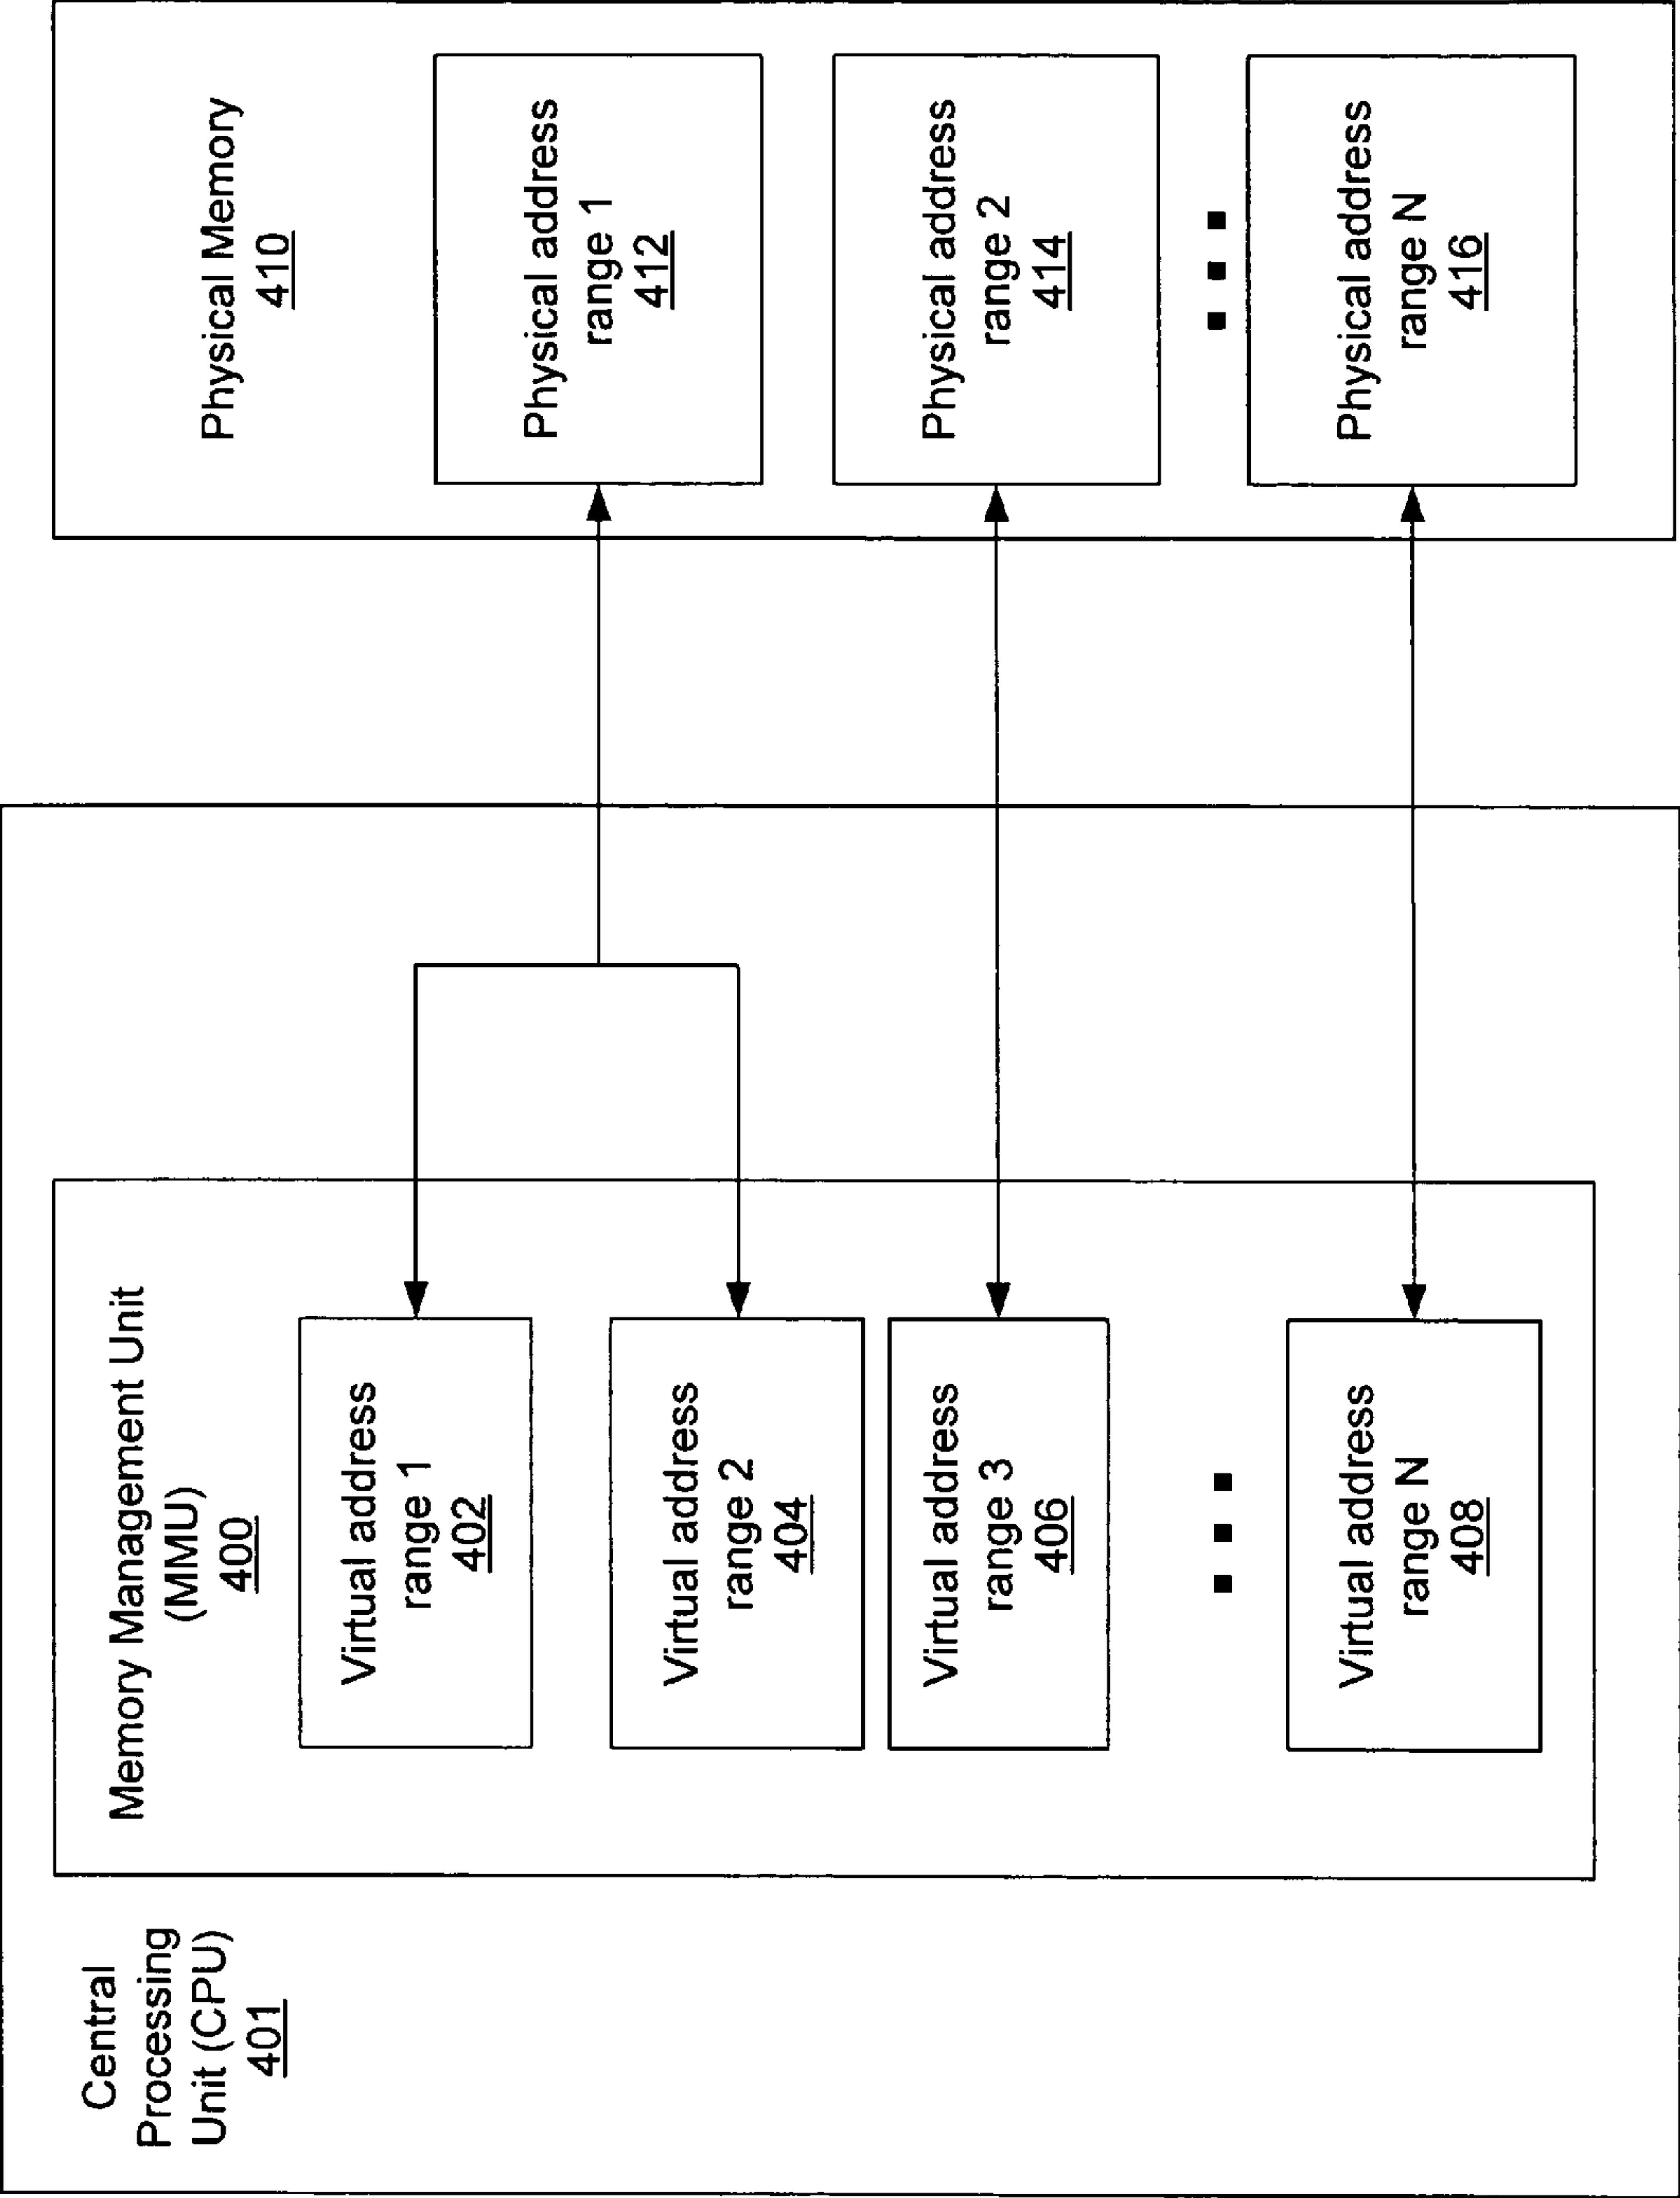 Central
Processing
Unit (CPU)
401
Memory Management Unit
(MMU)
400
Virtual address
range 1
402
Virtual address
range 2
404
Virtual address
range 3
406
Virtual address
range N
408
Physical Memory
410
Physical address
range 1
412
Physical address
range 2
414
Physical address
range N
416